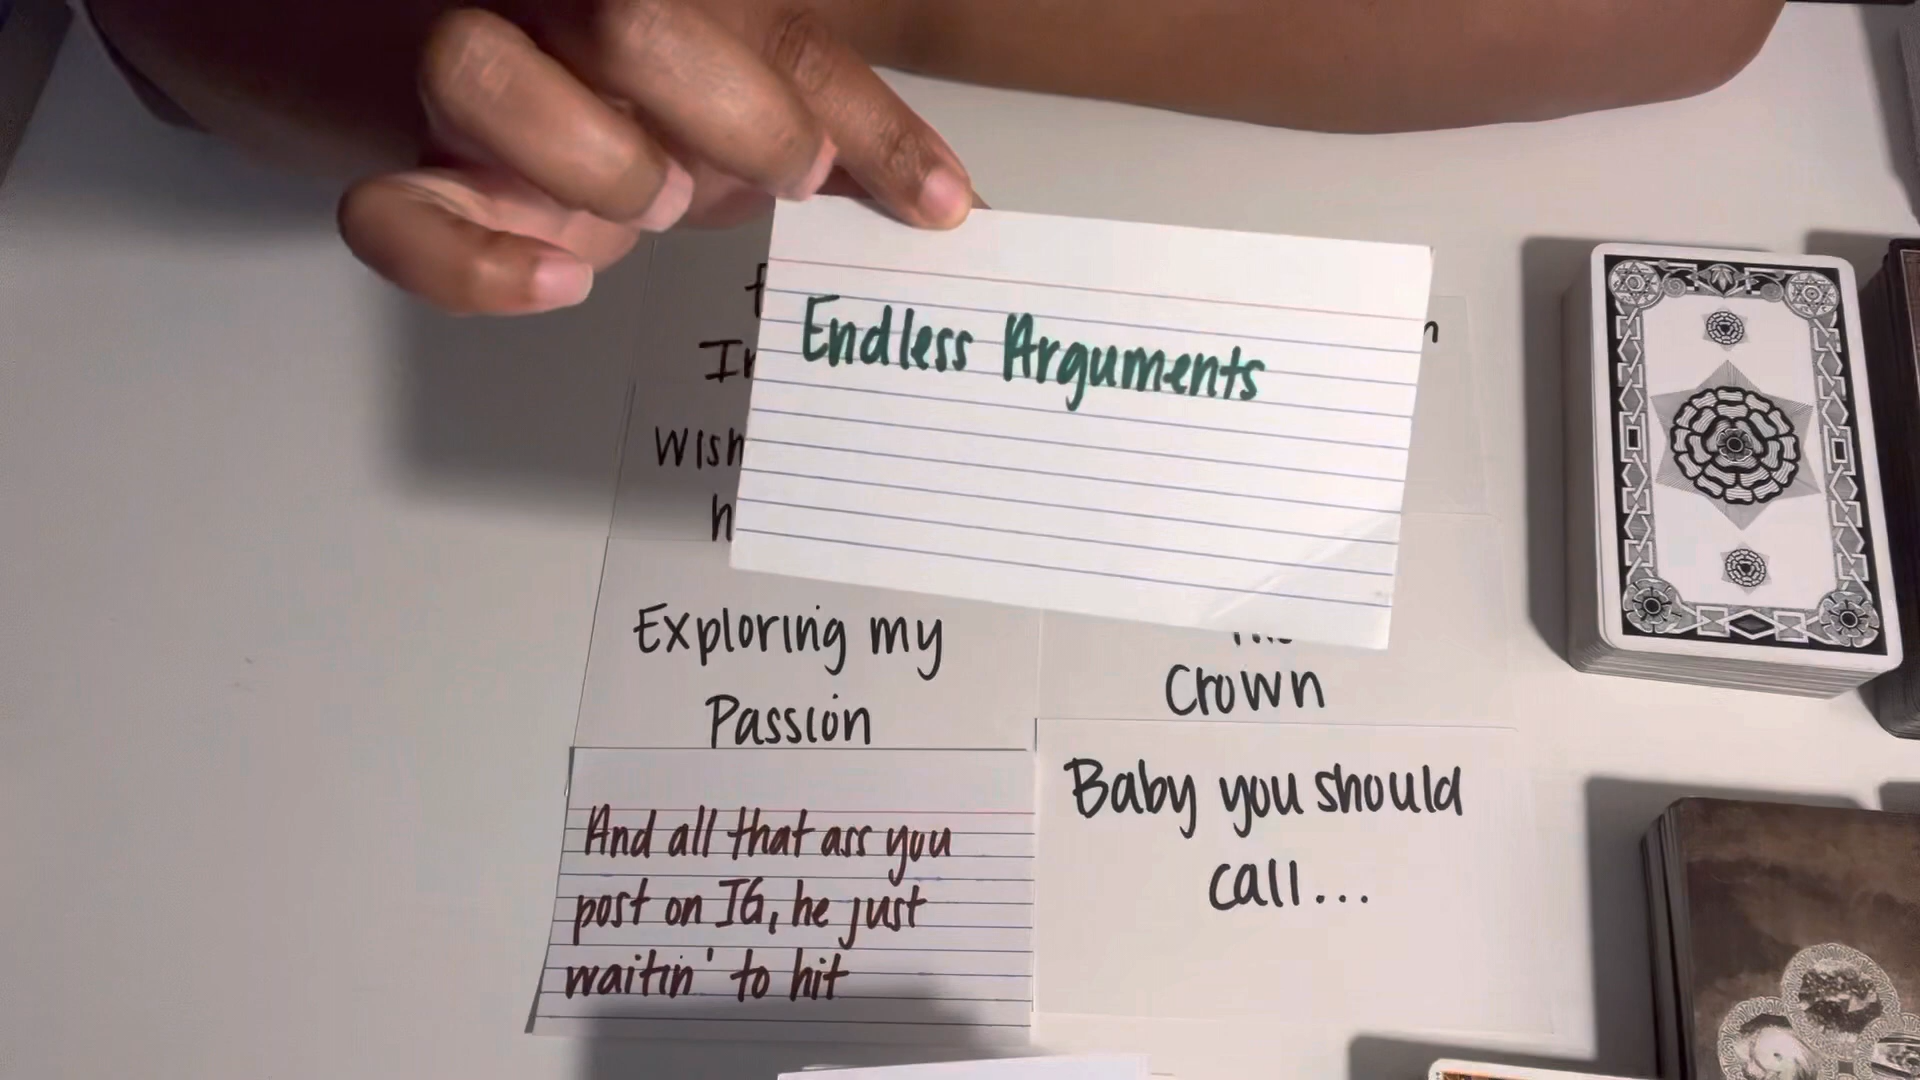 Endless Arguments
Exploring my
Passion
Crown
And all that ass you
post on IG, he just
waitin' to hit
Baby you should
call...